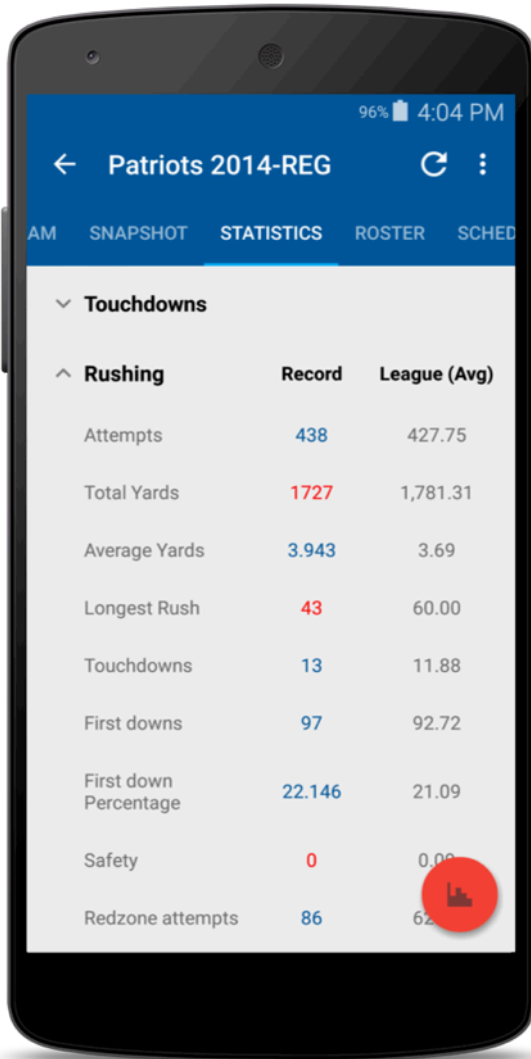 96% 4:04 PM
Patriots 2014-REG
AM SNAPSHOT STATISTICS ROSTER SCHED
Touchdowns
Rushing Record League (Avg)
Attempts 438 427.75
Total Yards 1727 1,781.31
Average Yards 3.943 3.69
Longest Rush 43 60.00
Touchdowns 13 11.88
First downs 97 92.72
First down
Percentage 22.146 21.09
Safety 0
Redzone attempts 86